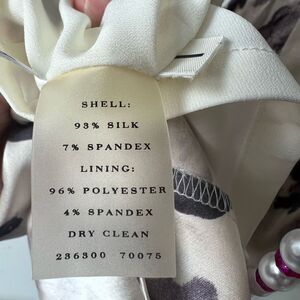 SHELL:
93% SILK
7% SPANDEX
LINING:
96% POLYESTER
4% SPANDEX
DRY CLEAN
236300 70075